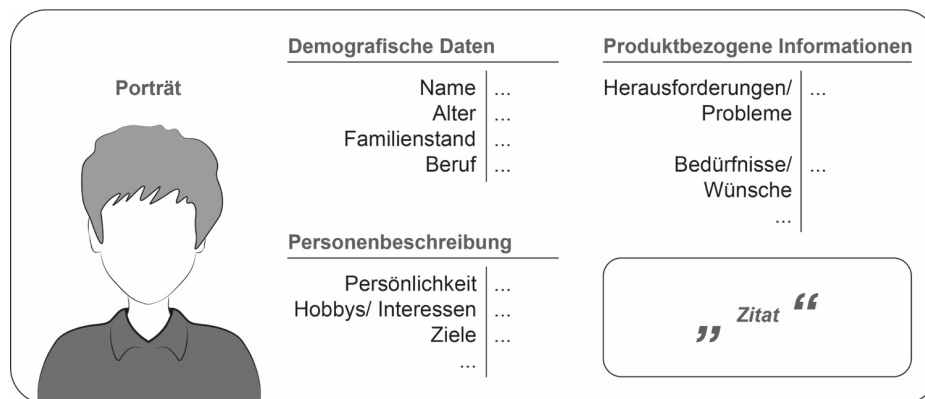 Porträt
Demografische Daten
Name ...
Alter ...
Familienstand ...
Beruf ...
Personenbeschreibung
Persönlichkeit ...
Hobbys/ Interessen ...
Ziele ...
...
Produktbezogene Informationen
Herausforderungen/ ...
Probleme
Bedürfnisse/ ...
Wünsche
...
„ Zitat “